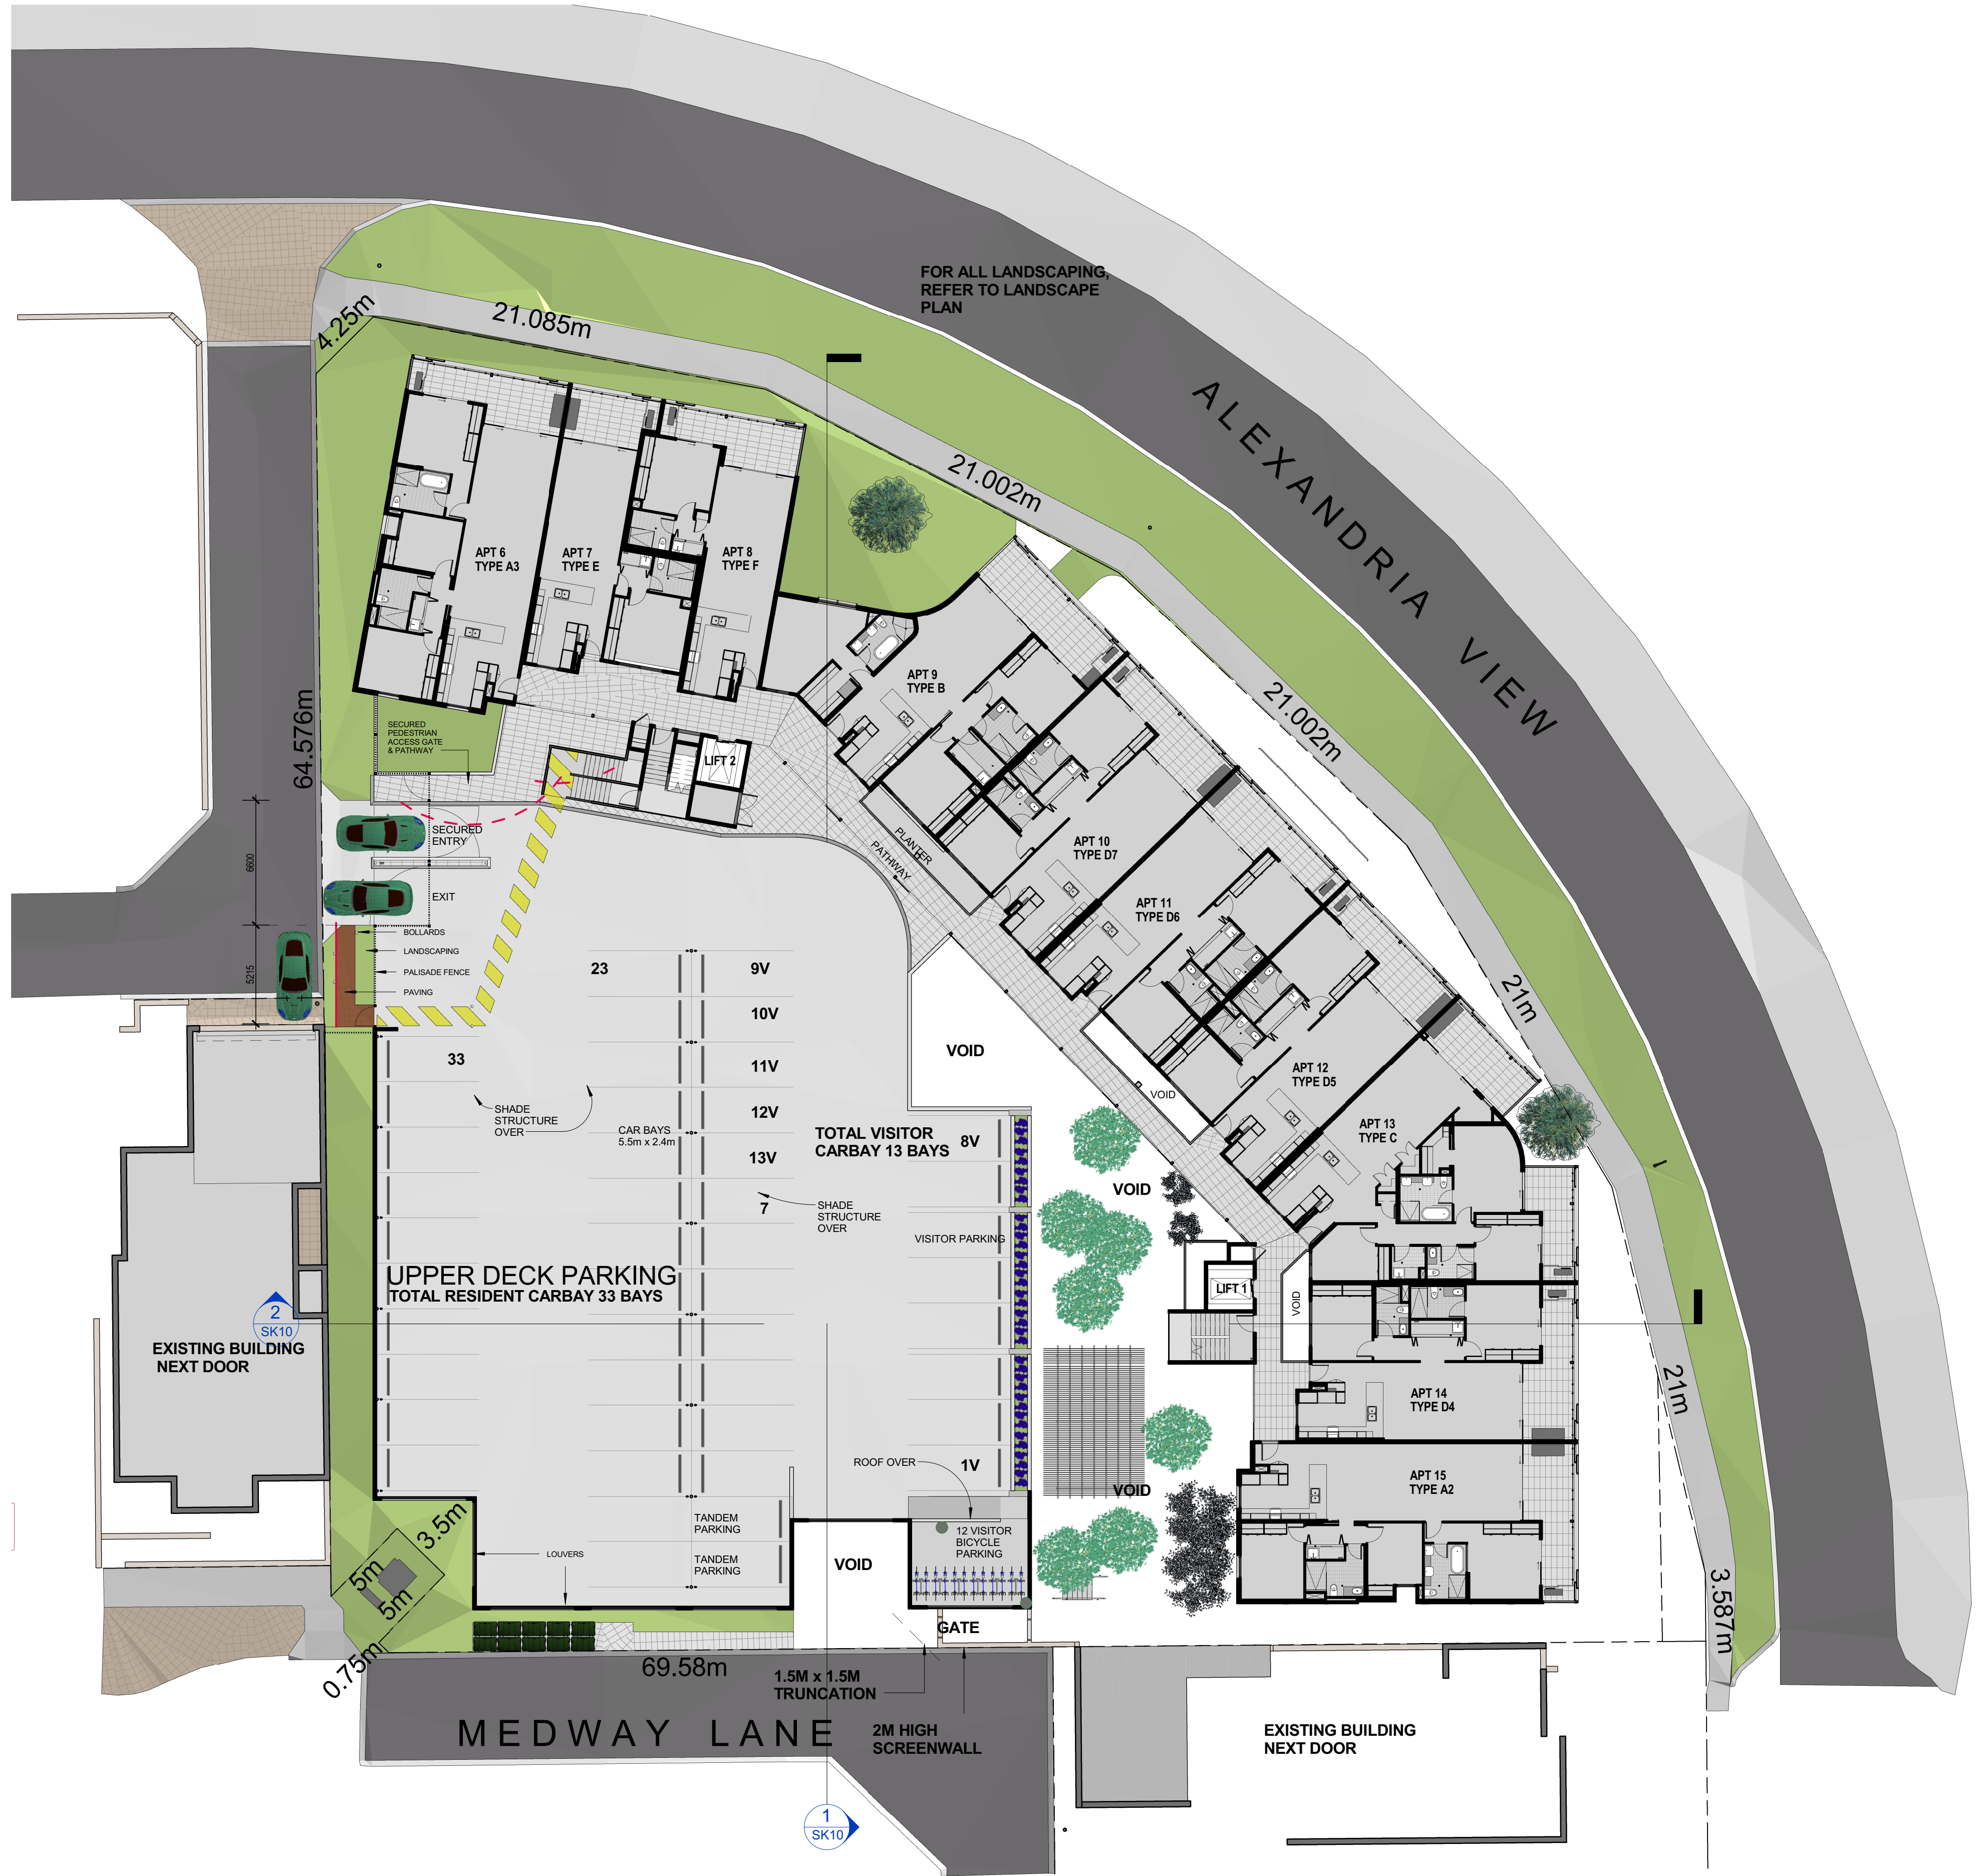 FOR ALL LANDSCAPING,
REFER TO LANDSCAPE
PLAN
ALEXANDRIA VIEW
4.25m
21.085m
21.002m
21.002m
21m
21m
3.587m
64.576m
APT 6
TYPE A3
APT 7
TYPE E
APT 8
TYPE F
APT 9
TYPE B
APT 10
TYPE D7
APT 11
TYPE D6
APT 12
TYPE D5
APT 13
TYPE C
APT 14
TYPE D4
APT 15
TYPE A2
SECURED
PEDESTRIAN
ACCESS GATE
& PATHWAY
LIFT 2
SECURED
ENTRY
EXIT
6600
5215
BOLLARDS
LANDSCAPING
PALISADE FENCE
PAVING
PLANTER
PATHWAY
23
9V
10V
11V
12V
13V
7
33
SHADE
STRUCTURE
OVER
CAR BAYS
5.5m x 2.4m
TOTAL VISITOR
CARBAY 13 BAYS
8V
SHADE
STRUCTURE
OVER
VISITOR PARKING
VOID
VOID
VOID
VOID
LIFT 1
UPPER DECK PARKING
TOTAL RESIDENT CARBAY 33 BAYS
2
SK10
EXISTING BUILDING
NEXT DOOR
ROOF OVER
1V
VOID
TANDEM
PARKING
TANDEM
PARKING
LOUVERS
VOID
12 VISITOR
BICYCLE
PARKING
GATE
3.5m
5m
5m
0.75m
69.58m
1.5M x 1.5M
TRUNCATION
MEDWAY LANE
2M HIGH
SCREENWALL
EXISTING BUILDING
NEXT DOOR
1
SK10